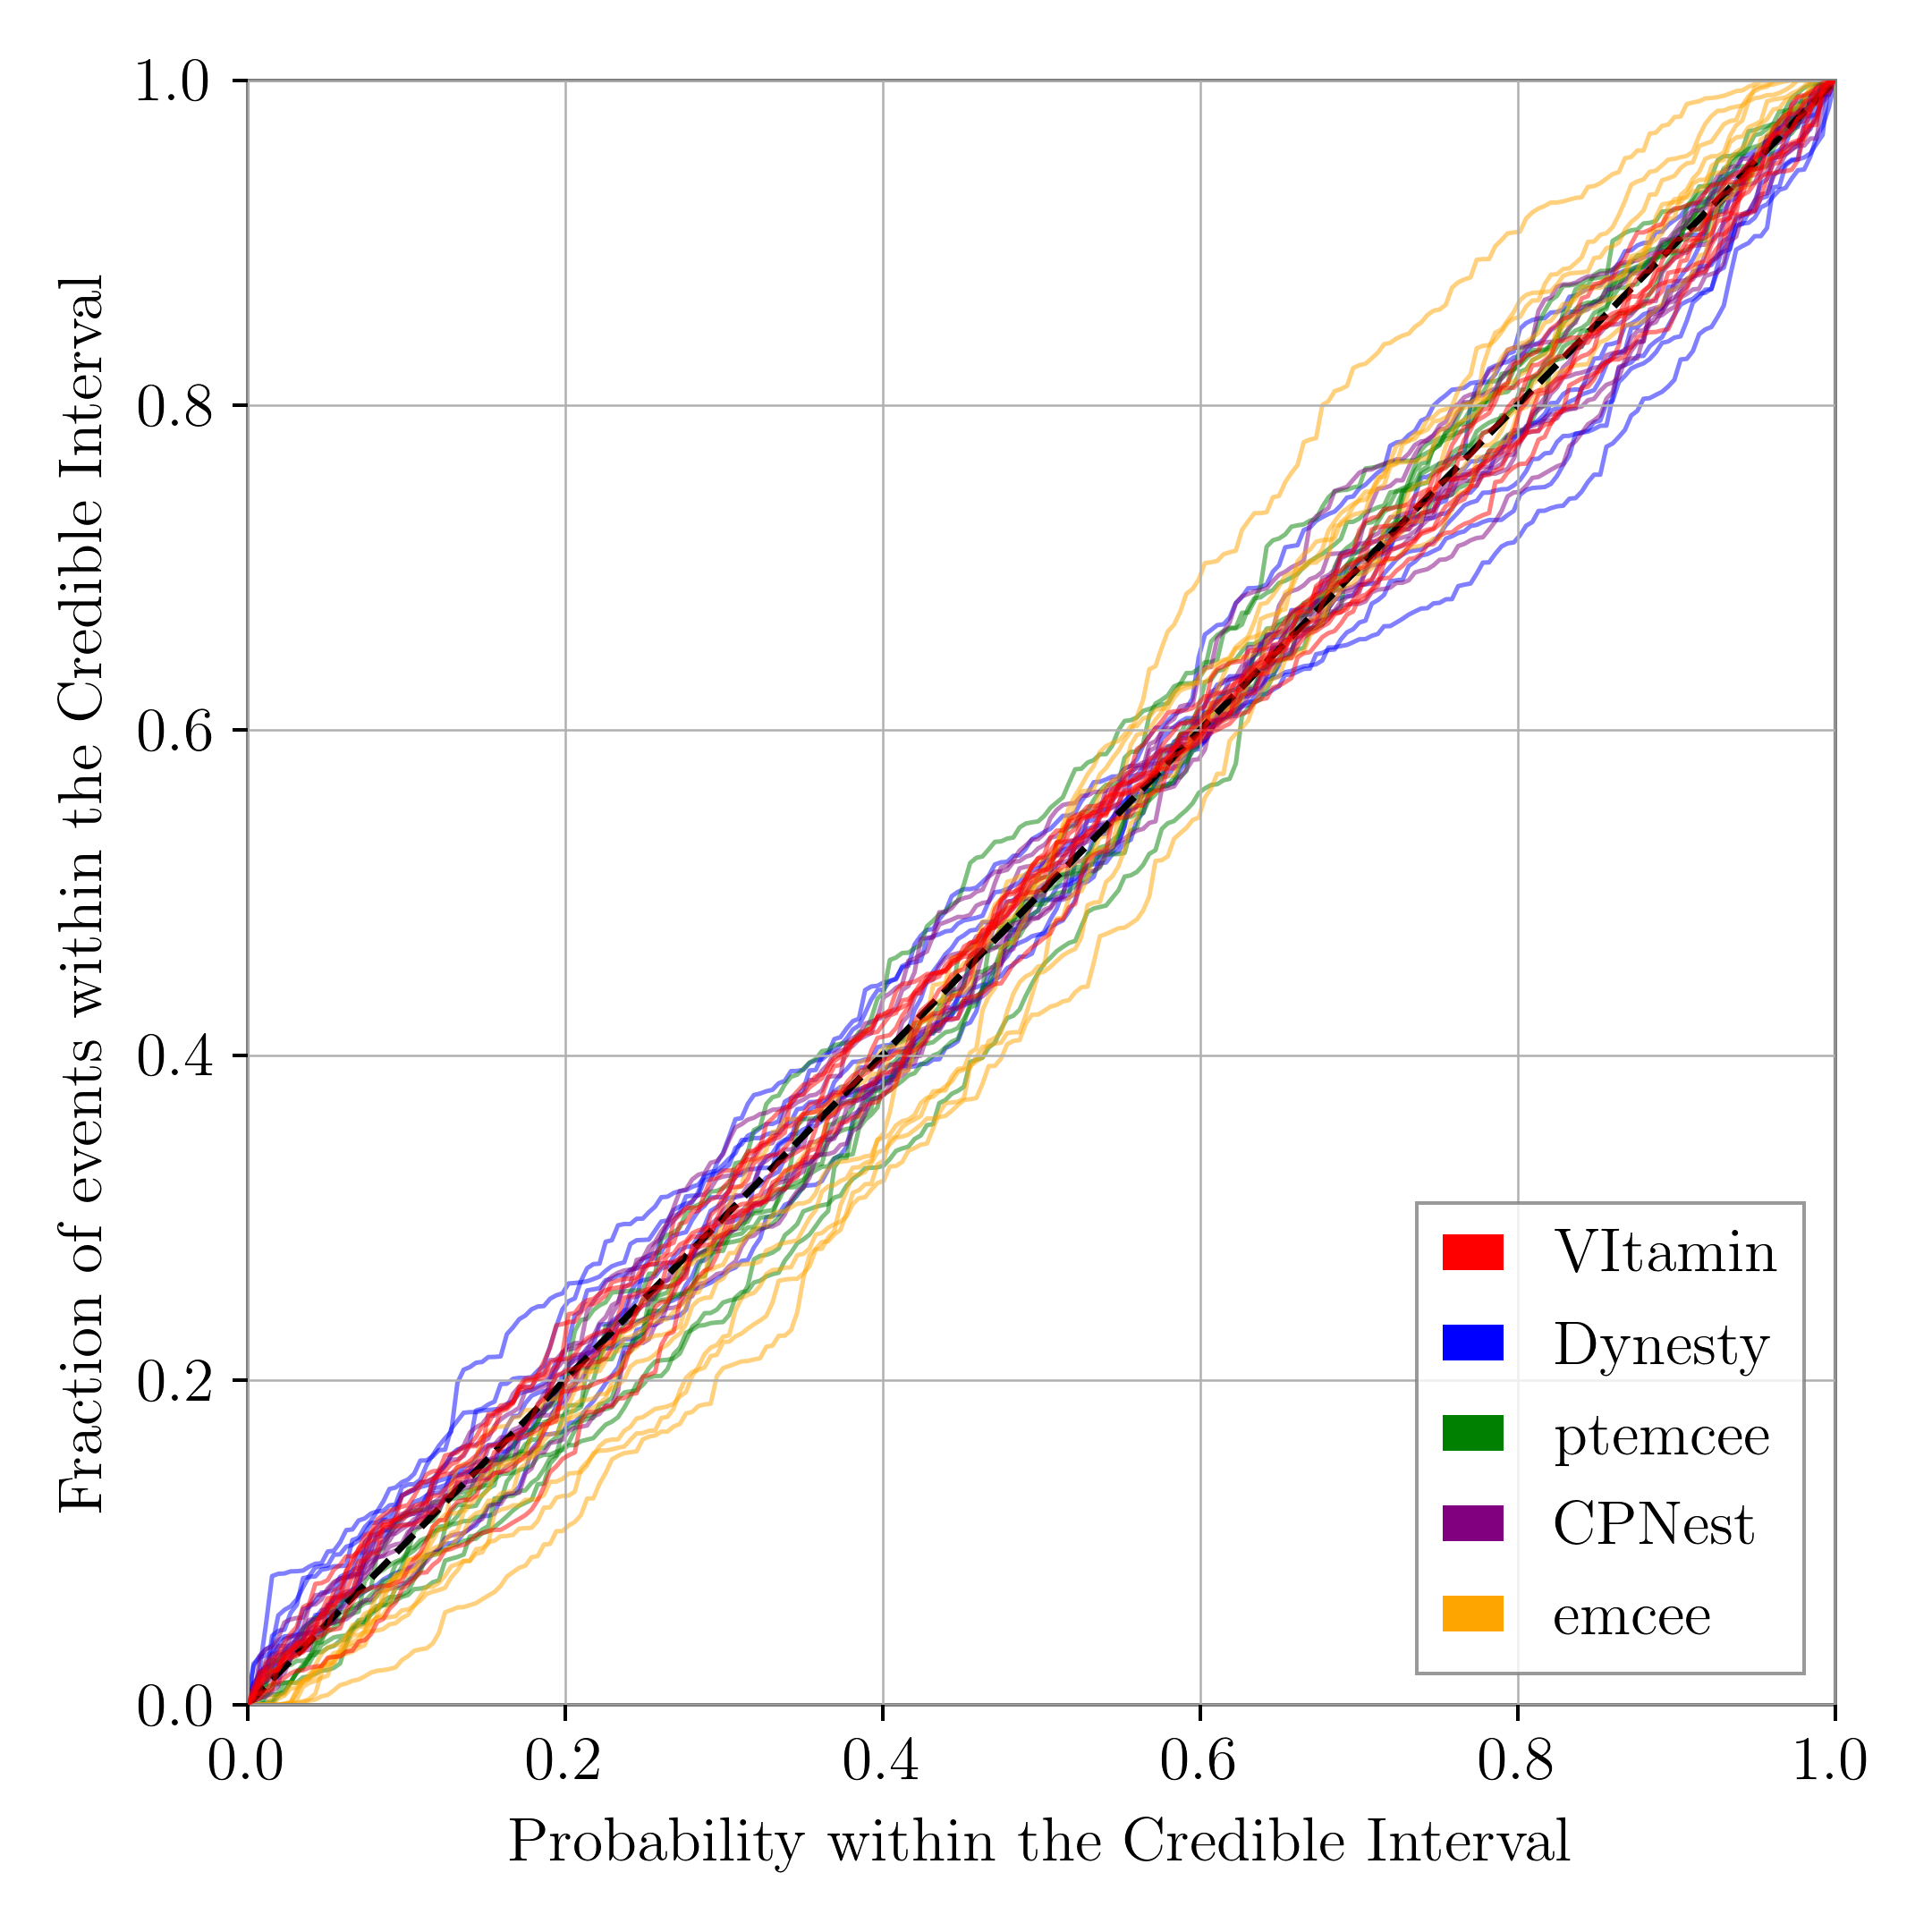 Fraction of events within the Credible Interval
1.0
0.8
0.6
0.4
0.2
0.0
0.0 0.2 0.4 0.6 0.8 1.0
Probability within the Credible Interval
VItamin
Dynesty
ptemcee
CPNest
emcee